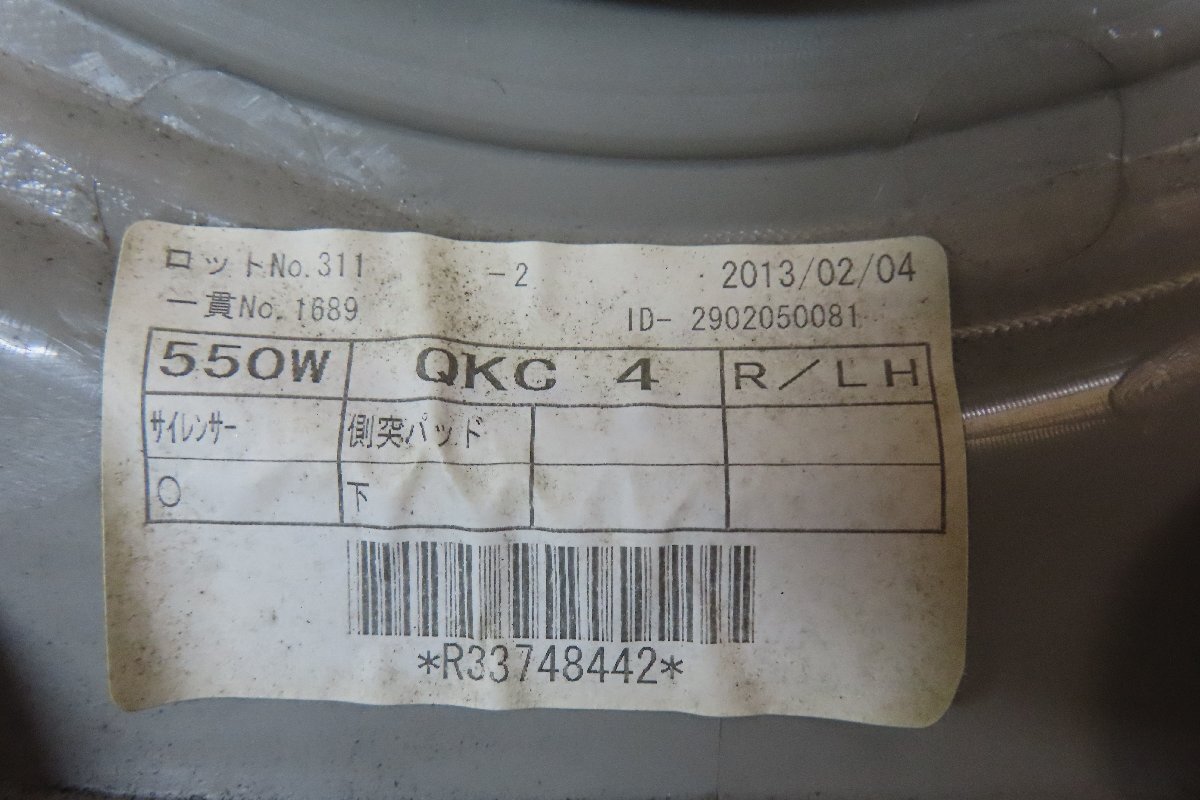 ロットNo.311 -2 2013/02/04
一貫No.1689 ID- 2902050081
550W QKC 4 R/LH
サイレンサー 側突パッド
○ 下
*R33748442*